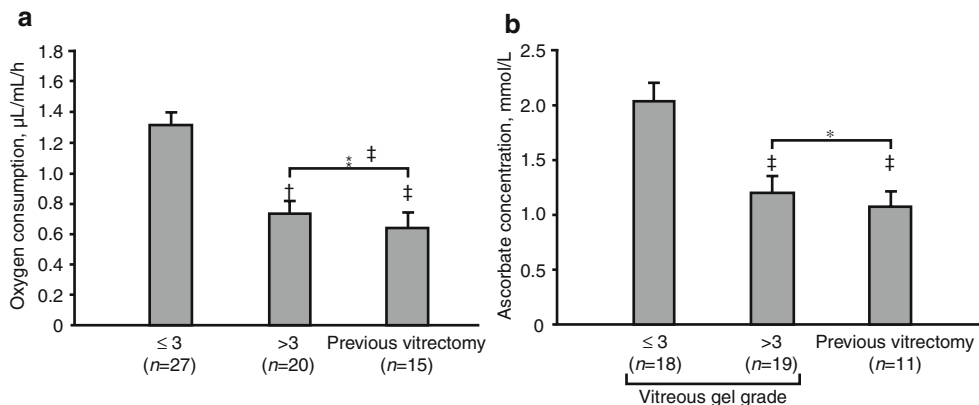 a
Oxygen consumption, µL/mL/h
1.8
1.6
1.4
1.2
1.0
0.8
0.6
0.4
0.2
0
⁑ ‡
† ‡
≤ 3 >3 Previous vitrectomy
(n=27) (n=20) (n=15)
b
Ascorbate concentration, mmol/L
2.5
2.0
1.5
1.0
0.5
0
*
‡ ‡
≤ 3 >3 Previous vitrectomy
(n=18) (n=19) (n=11)
Vitreous gel grade